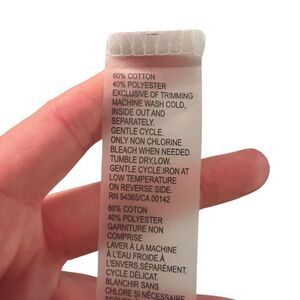 60% COTTON
40% POLYESTER
EXCLUSIVE OF TRIMMING
MACHINE WASH COLD,
INSIDE OUT AND
SEPARATELY.
GENTLE CYCLE.
ONLY NON CHLORINE
BLEACH WHEN NEEDED.
TUMBLE DRY,LOW.
GENTLE CYCLE.IRON AT
LOW TEMPERATURE
ON REVERSE SIDE.
RN 54365/CA 00142
60% COTON
40% POLYESTER
GARNITURE NON
COMPRISE
LAVER À LA MACHINE
À L'EAU FROIDE,À
L'ENVERS,SÉPARÉMENT.
CYCLE DÉLICAT.
BLANCHIR SANS
CHLORE SI NÉCESSAIRE